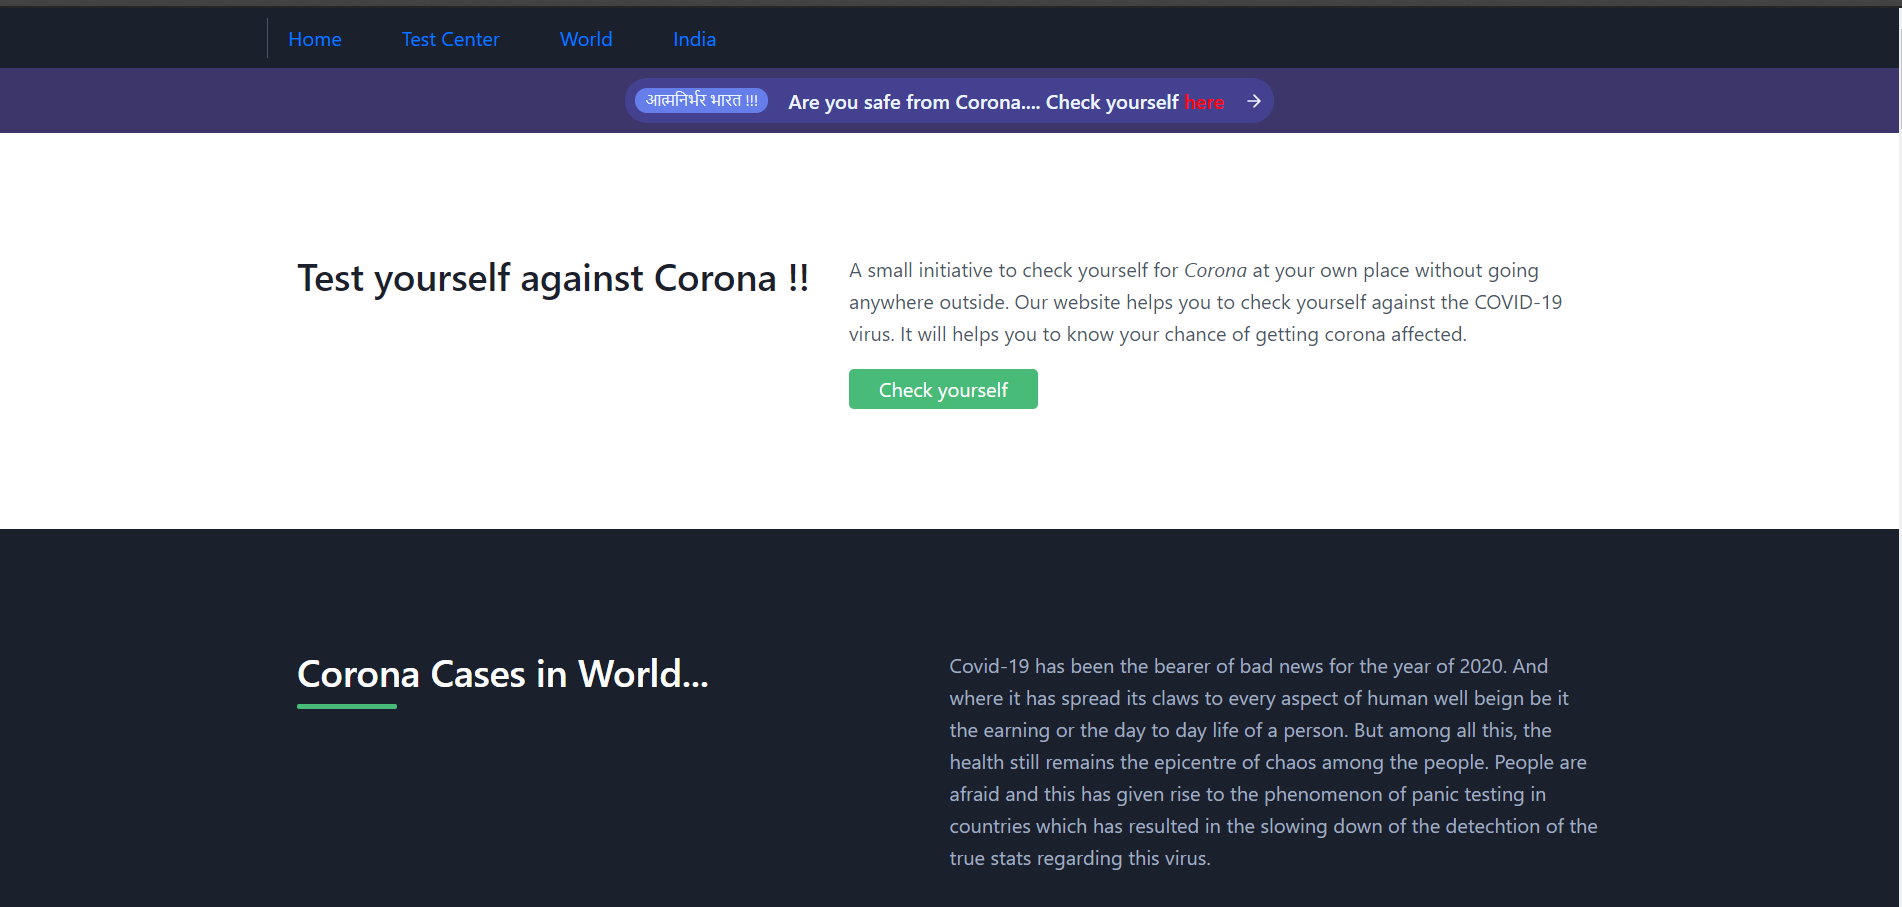 Home Test Center World India
आत्मनिर्भर भारत !!! Are you safe from Corona.... Check yourself here →
Test yourself against Corona !!
A small initiative to check yourself for Corona at your own place without going
anywhere outside. Our website helps you to check yourself against the COVID-19
virus. It will helps you to know your chance of getting corona affected.
Check yourself
Corona Cases in World...
Covid-19 has been the bearer of bad news for the year of 2020. And
where it has spread its claws to every aspect of human well beign be it
the earning or the day to day life of a person. But among all this, the
health still remains the epicentre of chaos among the people. People are
afraid and this has given rise to the phenomenon of panic testing in
countries which has resulted in the slowing down of the detechtion of the
true stats regarding this virus.